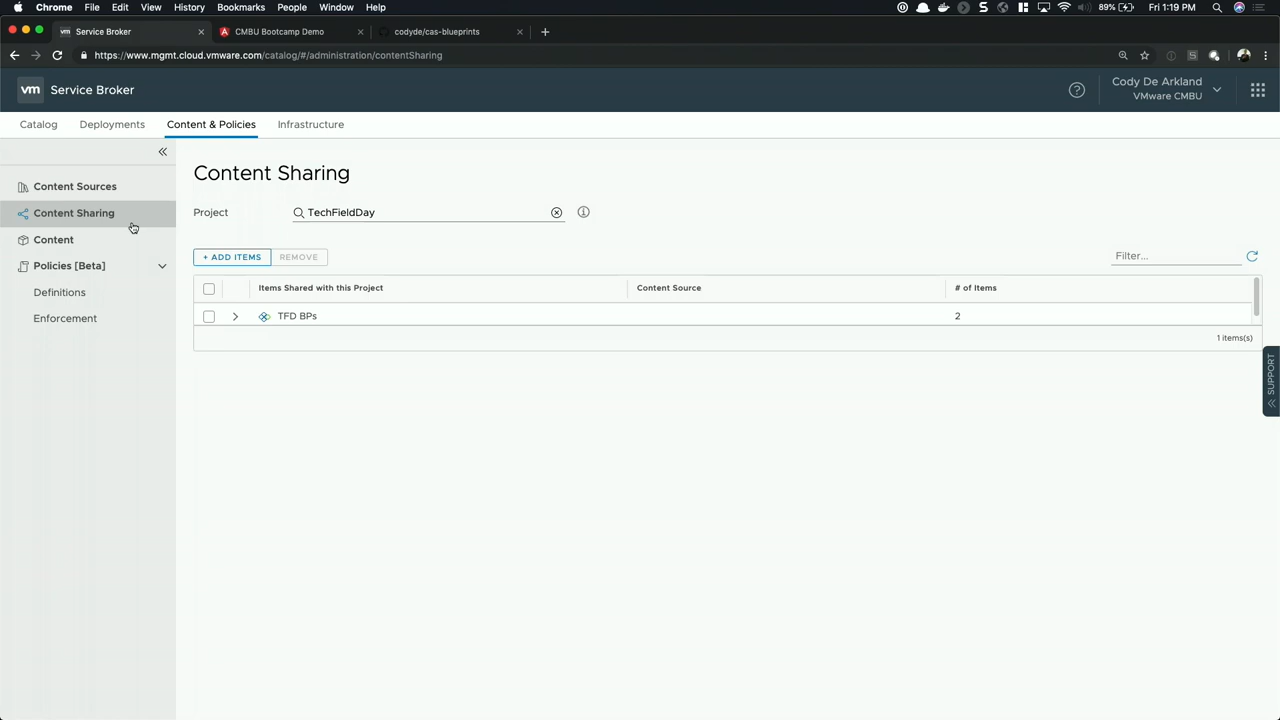 Chrome File Edit View History Bookmarks People Window Help 89% Fri 1:19 PM
Service Broker CMBU Bootcamp Demo codyde/cas-blueprints
https://www.mgmt.cloud.vmware.com/catalog/#/administration/contentSharing
vm Service Broker Cody De Arkland
VMware CMBU
Catalog Deployments Content & Policies Infrastructure
Content Sources
Content Sharing
Content
Policies [Beta]
Definitions
Enforcement
Content Sharing
Project TechFieldDay
+ ADD ITEMS REMOVE Filter...
Items Shared with this Project Content Source # of Items
TFD BPs 2
1 items(s)
SUPPORT